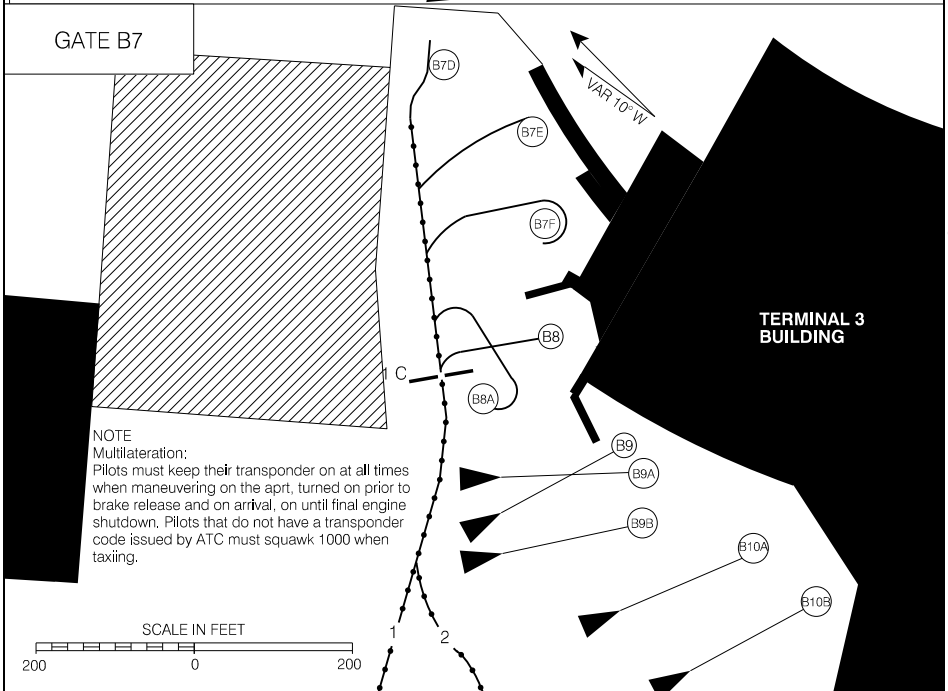 GATE B7
B7D
VAR 10° W
B7E
B7F
TERMINAL 3
BUILDING
B8
1 C
B8A
NOTE
Multilateration:
Pilots must keep their transponder on at all times
when maneuvering on the aprt, turned on prior to
brake release and on arrival, on until final engine
shutdown. Pilots that do not have a transponder
code issued by ATC must squawk 1000 when
taxiing.
B9
B9A
B9B
B10A
B10B
SCALE IN FEET
200 0 200
1 2